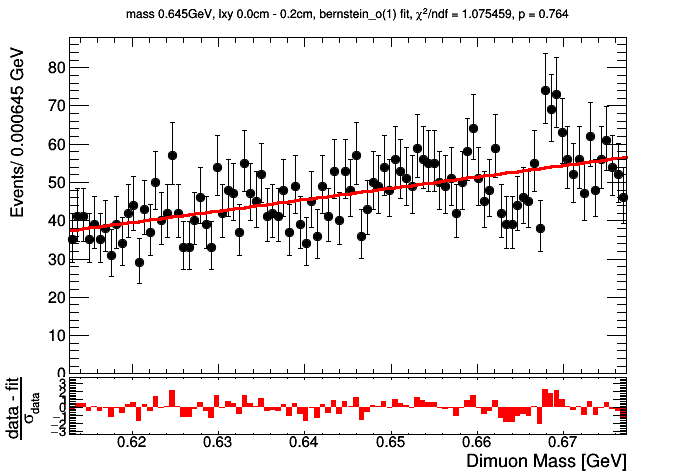 mass 0.645GeV, lxy 0.0cm - 0.2cm, bernstein_o(1) fit, χ²/ndf = 1.075459, p = 0.764
Events/ 0.000645 GeV
80
70
60
50
40
30
20
10
0
data - fit
σdata
3
2
1
0
−1
−2
−3
0.62 0.63 0.64 0.65 0.66 0.67
Dimuon Mass [GeV]